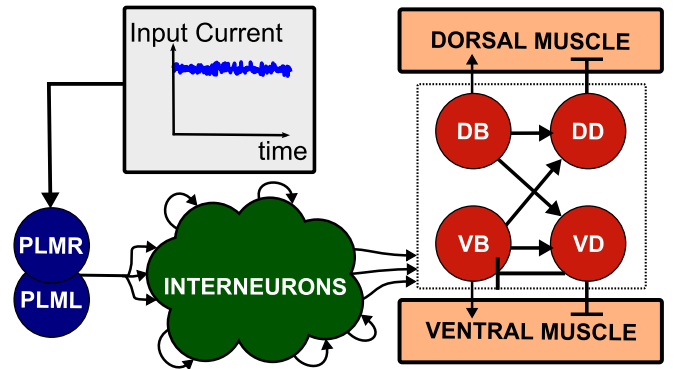 Input Current
time
DORSAL MUSCLE
DB
DD
PLMR
PLML
INTERNEURONS
VB
VD
VENTRAL MUSCLE